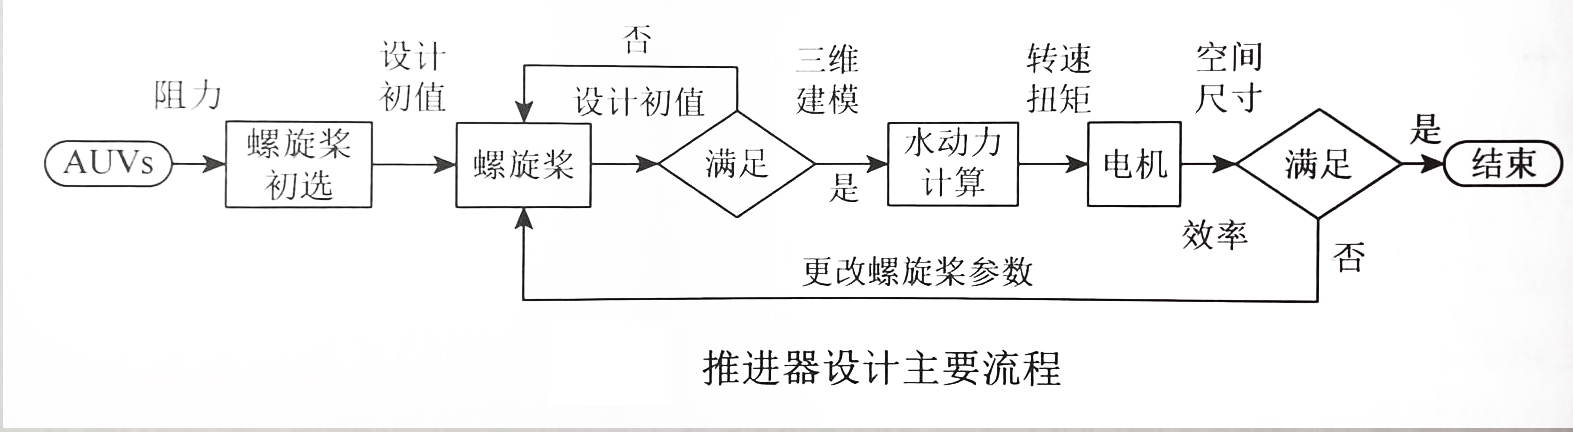 否
设计
初值
三维
建模
转速
扭矩
空间
尺寸
阻力
设计初值
是
AUVs
螺旋桨
初选
螺旋桨
满足
水动力
计算
电机
满足
结束
是
效率
否
更改螺旋桨参数
推进器设计主要流程